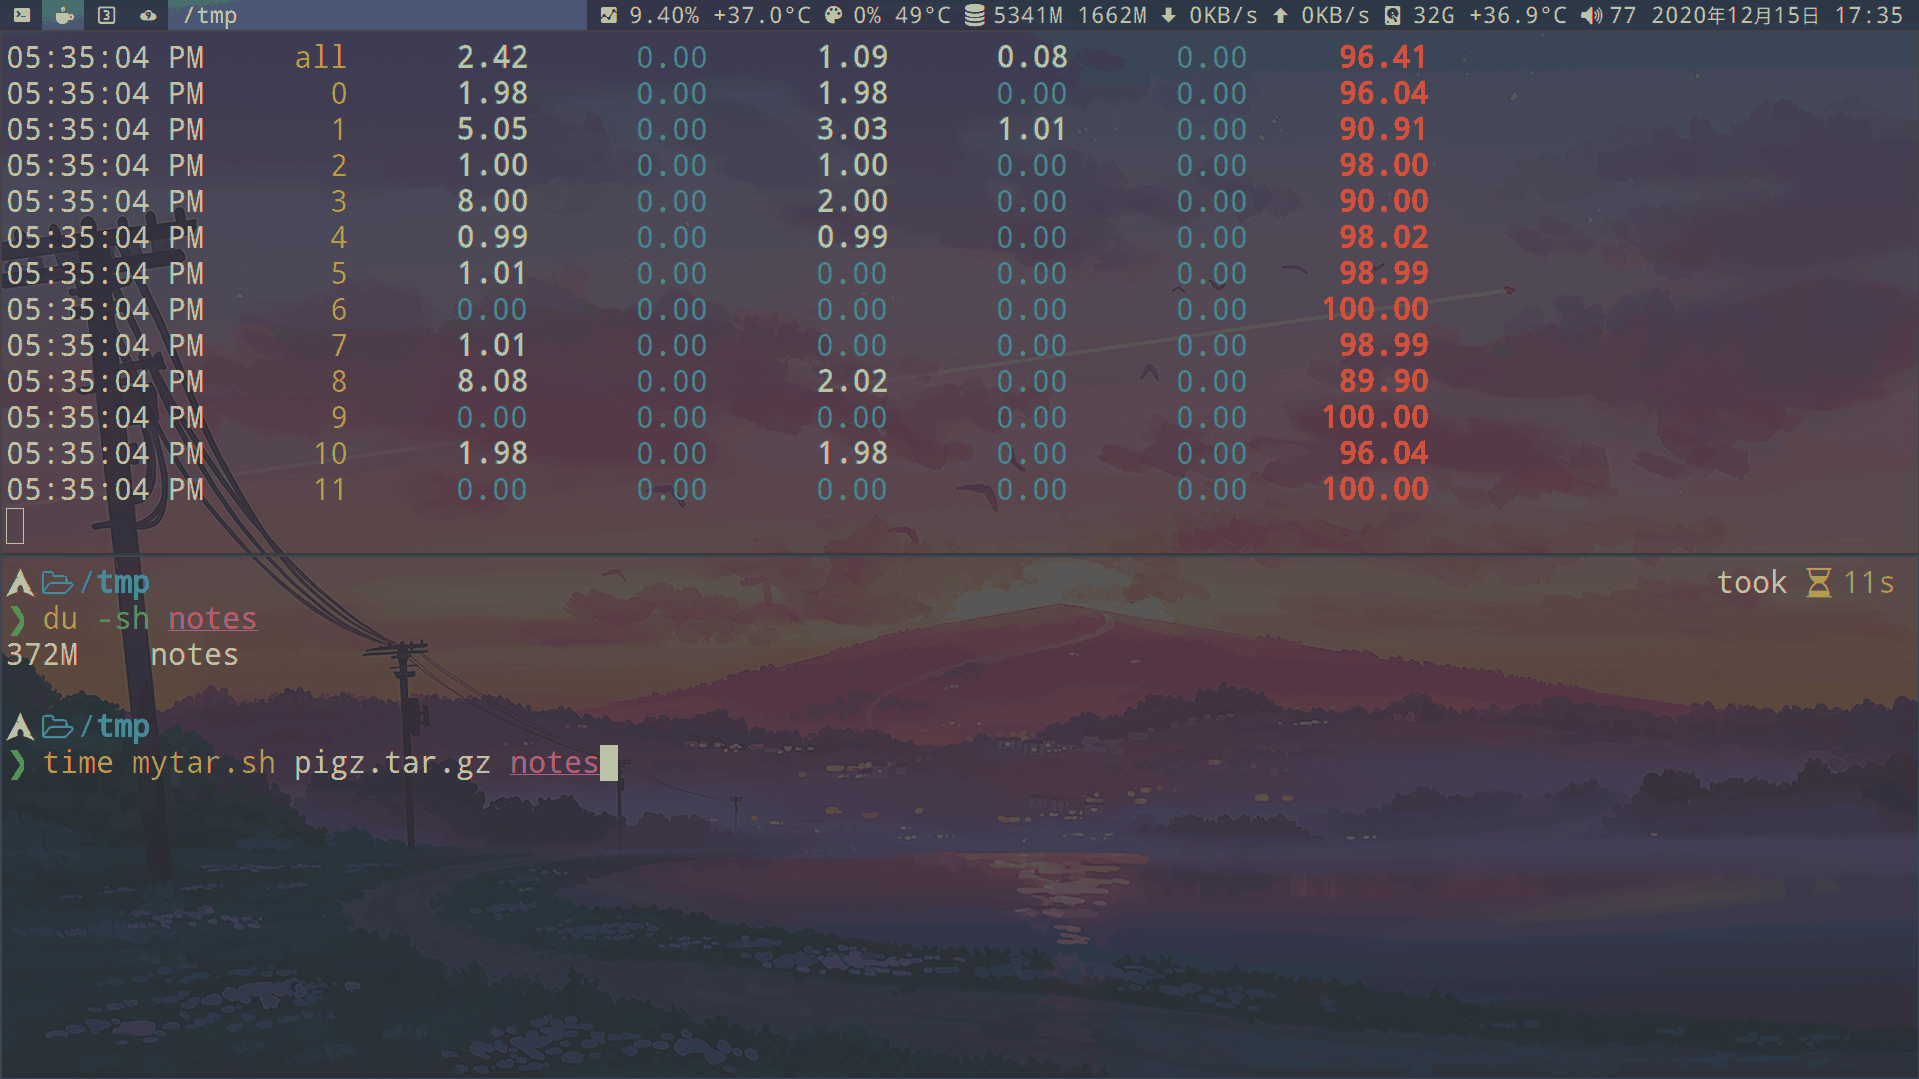 /tmp 9.40% +37.0°C 0% 49°C 5341M 1662M 0KB/s 0KB/s 32G +36.9°C 77 2020年12月15日 17:35
05:35:04 PM all 2.42 0.00 1.09 0.08 0.00 96.41
05:35:04 PM 0 1.98 0.00 1.98 0.00 0.00 96.04
05:35:04 PM 1 5.05 0.00 3.03 1.01 0.00 90.91
05:35:04 PM 2 1.00 0.00 1.00 0.00 0.00 98.00
05:35:04 PM 3 8.00 0.00 2.00 0.00 0.00 90.00
05:35:04 PM 4 0.99 0.00 0.99 0.00 0.00 98.02
05:35:04 PM 5 1.01 0.00 0.00 0.00 0.00 98.99
05:35:04 PM 6 0.00 0.00 0.00 0.00 0.00 100.00
05:35:04 PM 7 1.01 0.00 0.00 0.00 0.00 98.99
05:35:04 PM 8 8.08 0.00 2.02 0.00 0.00 89.90
05:35:04 PM 9 0.00 0.00 0.00 0.00 0.00 100.00
05:35:04 PM 10 1.98 0.00 1.98 0.00 0.00 96.04
05:35:04 PM 11 0.00 0.00 0.00 0.00 0.00 100.00
/tmp took 11s
❯ du -sh notes
372M notes
/tmp
❯ time mytar.sh pigz.tar.gz notes